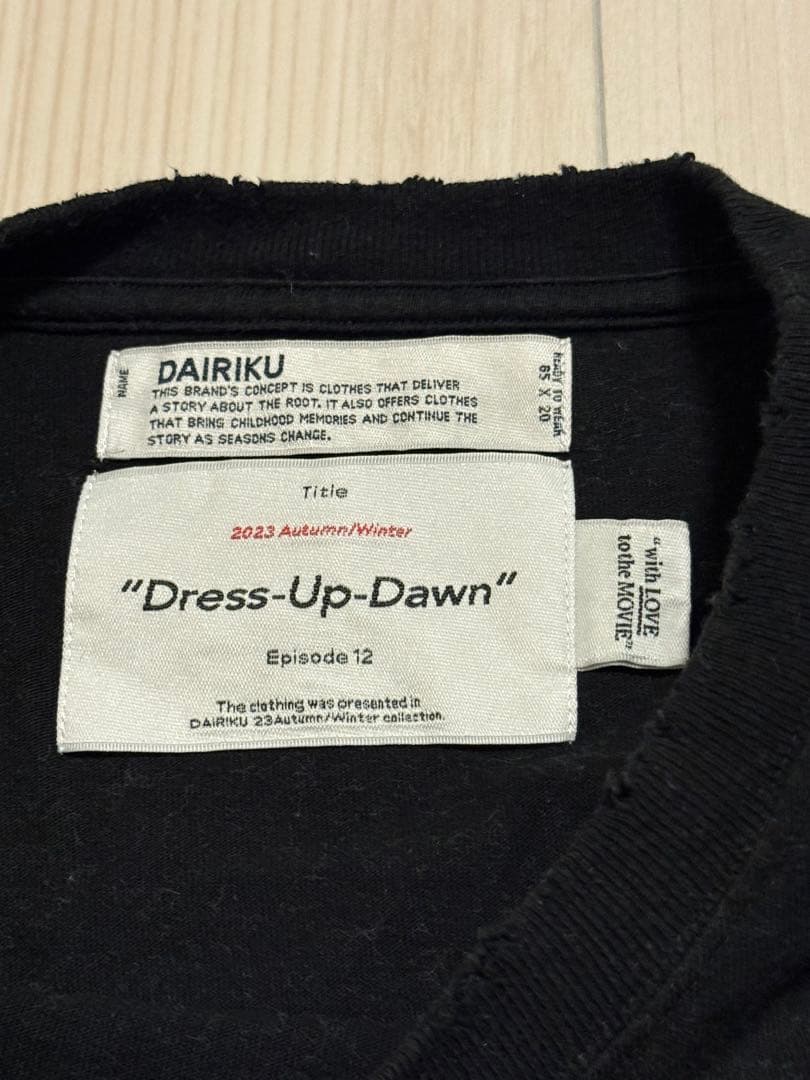 NAME
DAIRIKU
THIS BRAND'S CONCEPT IS CLOTHES THAT DELIVER
A STORY ABOUT THE ROOT. IT ALSO OFFERS CLOTHES
THAT BRING CHILDHOOD MEMORIES AND CONTINUE THE
STORY AS SEASONS CHANGE.
READY TO WEAR
65 X 20
Title
2023 Autumn/Winter
"Dress-Up-Dawn"
Episode 12
The clothing was presented in
DAIRIKU 23Autumn/Winter collection.
"with LOVE
to the MOVIE"